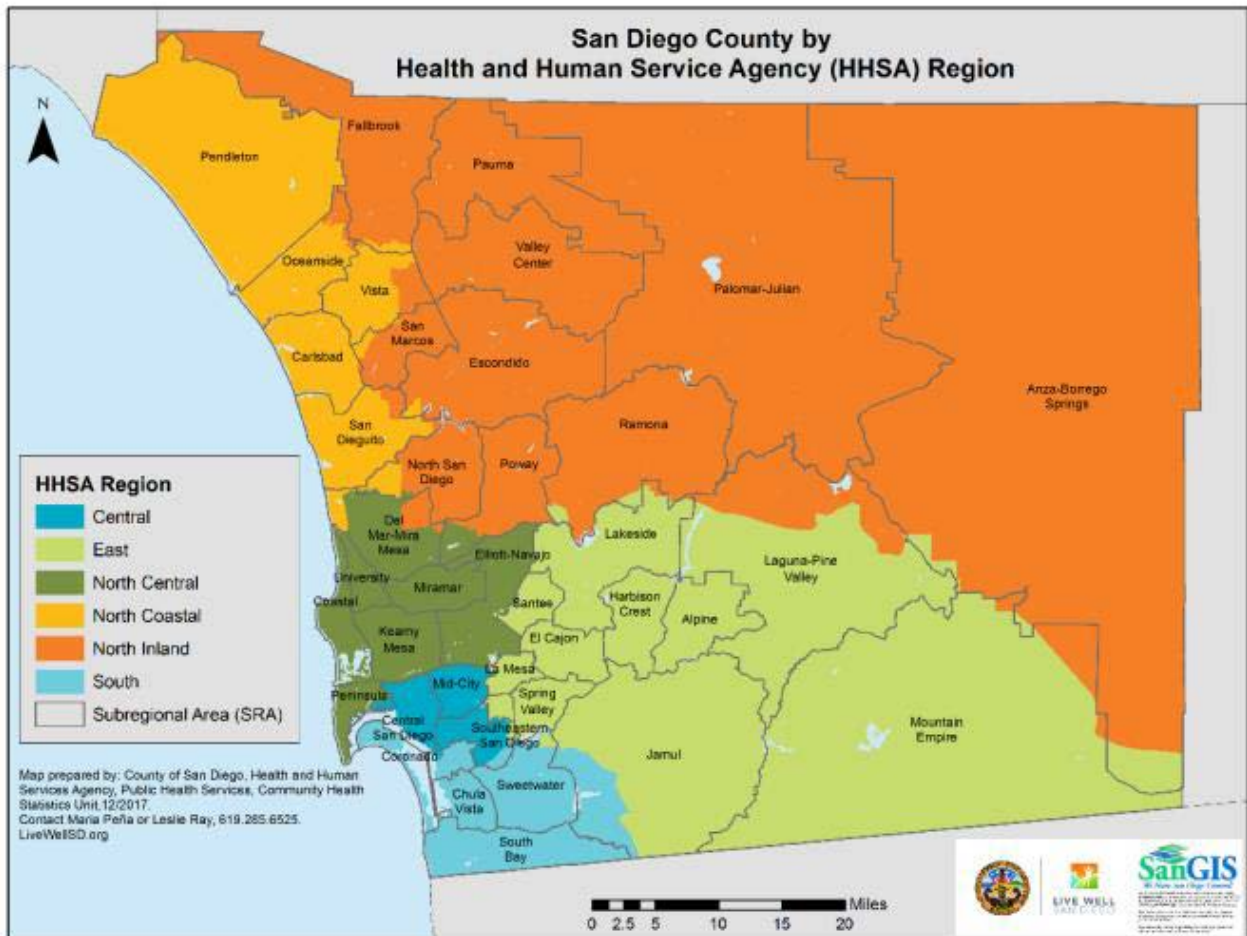 San Diego County by
Health and Human Service Agency (HHSA) Region
N
Fallbrook
Pendleton
Pauma
Valley
Center
Oceanside
Vista
Palomar-Julian
San
Marcos
Carlsbad
Escondido
Anza-Borrego
Springs
San
Dieguito
Ramona
North San
Diego
Poway
HHSA Region
Central
East
North Central
North Coastal
North Inland
South
Subregional Area (SRA)
Del
Mar-Mira
Mesa
Elliott-Navajo
Lakeside
Laguna-Pine
Valley
University
Miramar
Coastal
Santee
Harbison
Crest
Alpine
Kearny
Mesa
El Cajon
La Mesa
Mid-City
Peninsula
Spring
Valley
Central
San Diego
Southeastern
San Diego
Coronado
Jamul
Mountain
Empire
Chula
Vista
Sweetwater
South
Bay
Map prepared by: County of San Diego, Health and Human
Services Agency, Public Health Services, Community Health
Statistics Unit,12/2017.
Contact Maria Peña or Leslie Ray, 619.285.6525.
LiveWellSD.org
Miles
0 2.5 5 10 15 20
LIVE WELL
SAN DIEGO
SanGIS